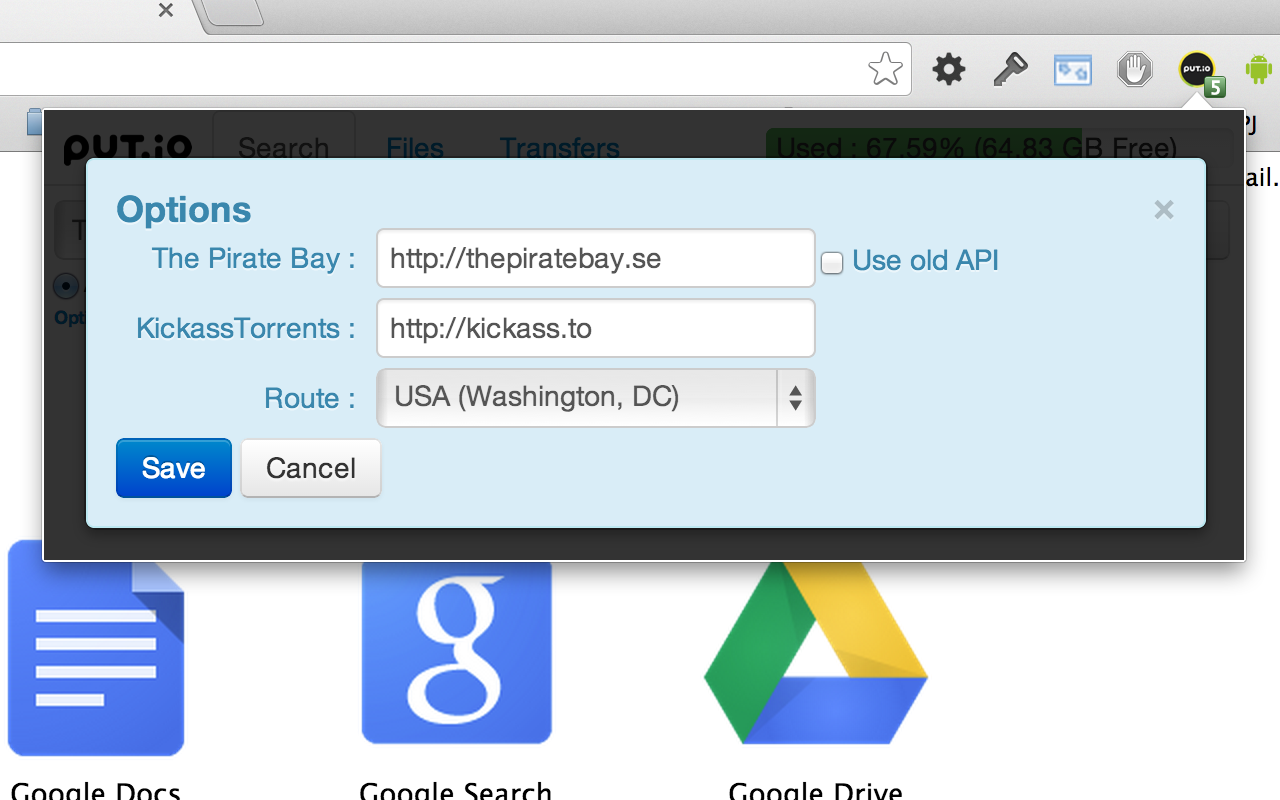 PUT.iO
5
PUT.iO Search Files Transfers Used : 67.59% (64.83 GB Free)
ail.
Options ×
The Pirate Bay : http://thepiratebay.se Use old API
KickassTorrents : http://kickass.to
Route : USA (Washington, DC)
Save Cancel
g
Google Docs Google Search Google Drive